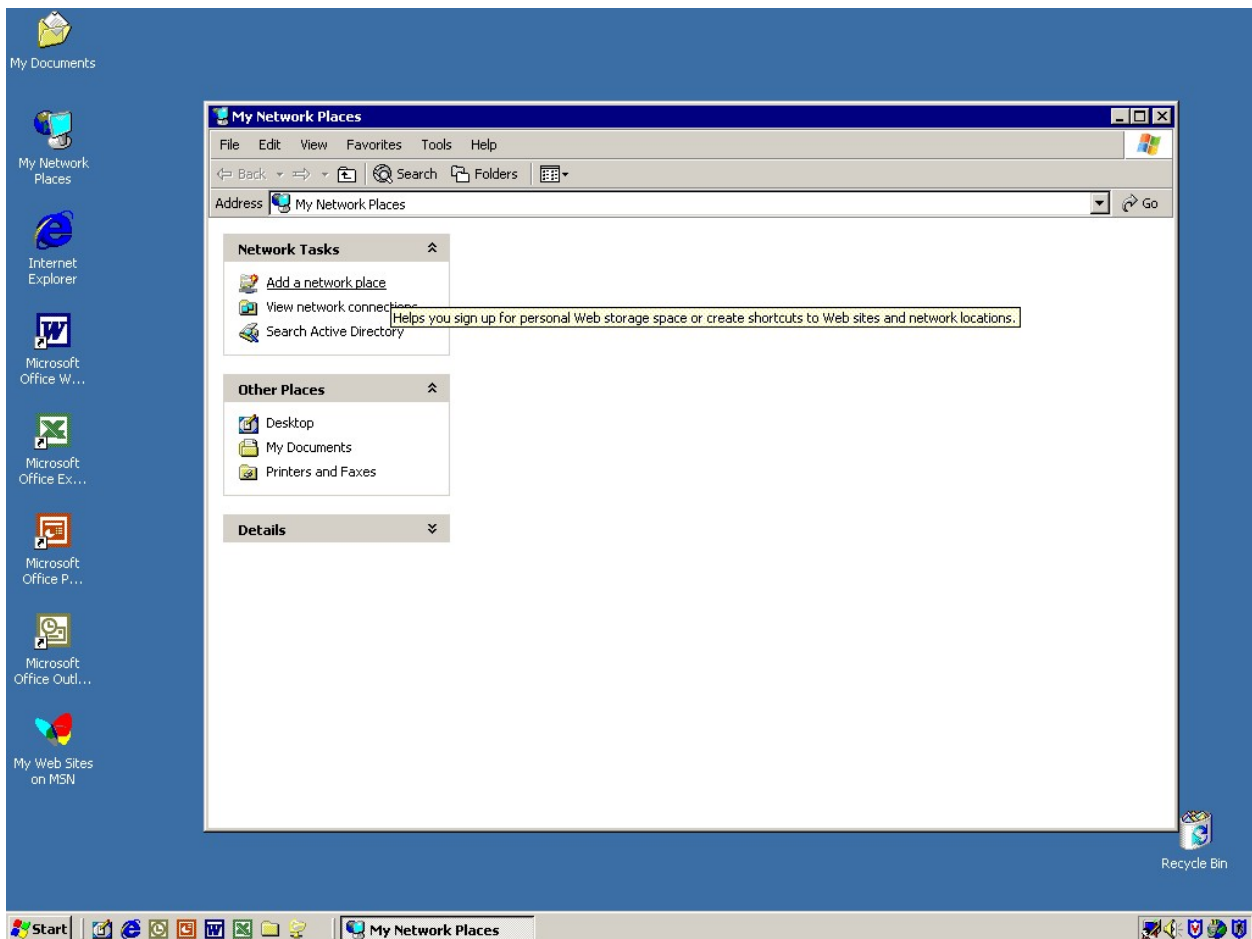 My Documents
My Network
Places
Internet
Explorer
Microsoft
Office W...
Microsoft
Office Ex...
Microsoft
Office P...
Microsoft
Office Outl...
My Web Sites
on MSN
My Network Places
File Edit View Favorites Tools Help
Back Search Folders
Address My Network Places Go
Network Tasks
Add a network place
View network connections
Helps you sign up for personal Web storage space or create shortcuts to Web sites and network locations.
Search Active Directory
Other Places
Desktop
My Documents
Printers and Faxes
Details
Recycle Bin
Start My Network Places